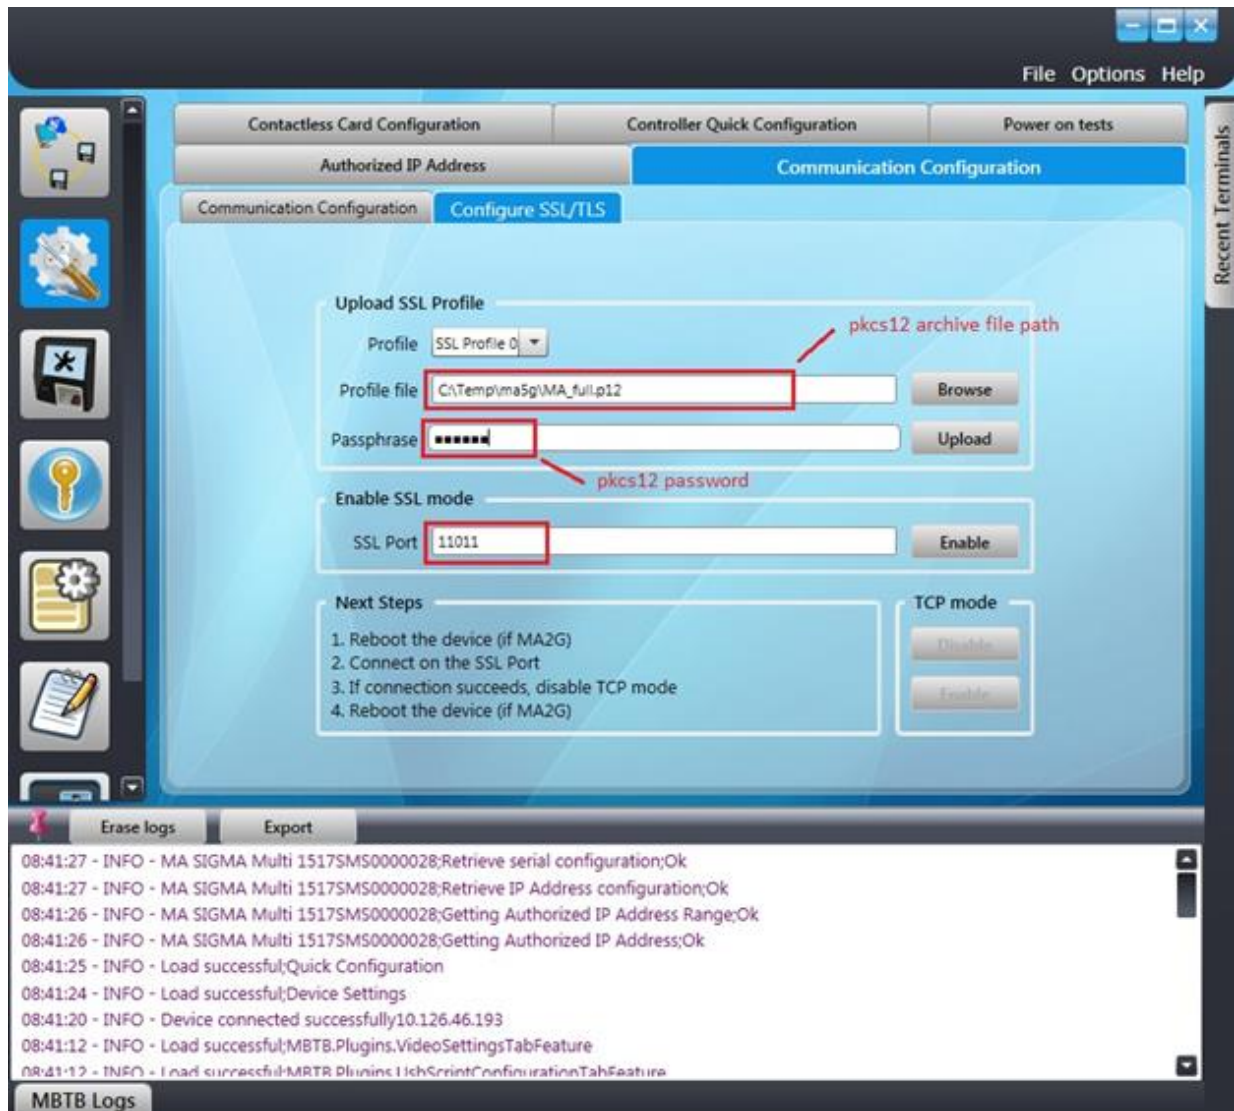 File Options Help
Recent Terminals
Contactless Card Configuration
Controller Quick Configuration
Power on tests
Authorized IP Address
Communication Configuration
Communication Configuration
Configure SSL/TLS
Upload SSL Profile
pkcs12 archive file path
Profile SSL Profile 0
Profile file C:\Temp\ma5g\MA_full.p12 Browse
Passphrase Upload
pkcs12 password
Enable SSL mode
SSL Port 11011 Enable
Next Steps
1. Reboot the device (if MA2G)
2. Connect on the SSL Port
3. If connection succeeds, disable TCP mode
4. Reboot the device (if MA2G)
TCP mode
Disable
Enable
Erase logs Export
08:41:27 - INFO - MA SIGMA Multi 1517SMS0000028;Retrieve serial configuration;Ok
08:41:27 - INFO - MA SIGMA Multi 1517SMS0000028;Retrieve IP Address configuration;Ok
08:41:26 - INFO - MA SIGMA Multi 1517SMS0000028;Getting Authorized IP Address Range;Ok
08:41:26 - INFO - MA SIGMA Multi 1517SMS0000028;Getting Authorized IP Address;Ok
08:41:25 - INFO - Load successful;Quick Configuration
08:41:24 - INFO - Load successful;Device Settings
08:41:20 - INFO - Device connected successfully10.126.46.193
08:41:12 - INFO - Load successful;MBTB.Plugins.VideoSettingsTabFeature
08:41:12 - INFO - Load successful;MBTB.Plugins.UsbScriptConfigurationTabFeature
MBTB Logs